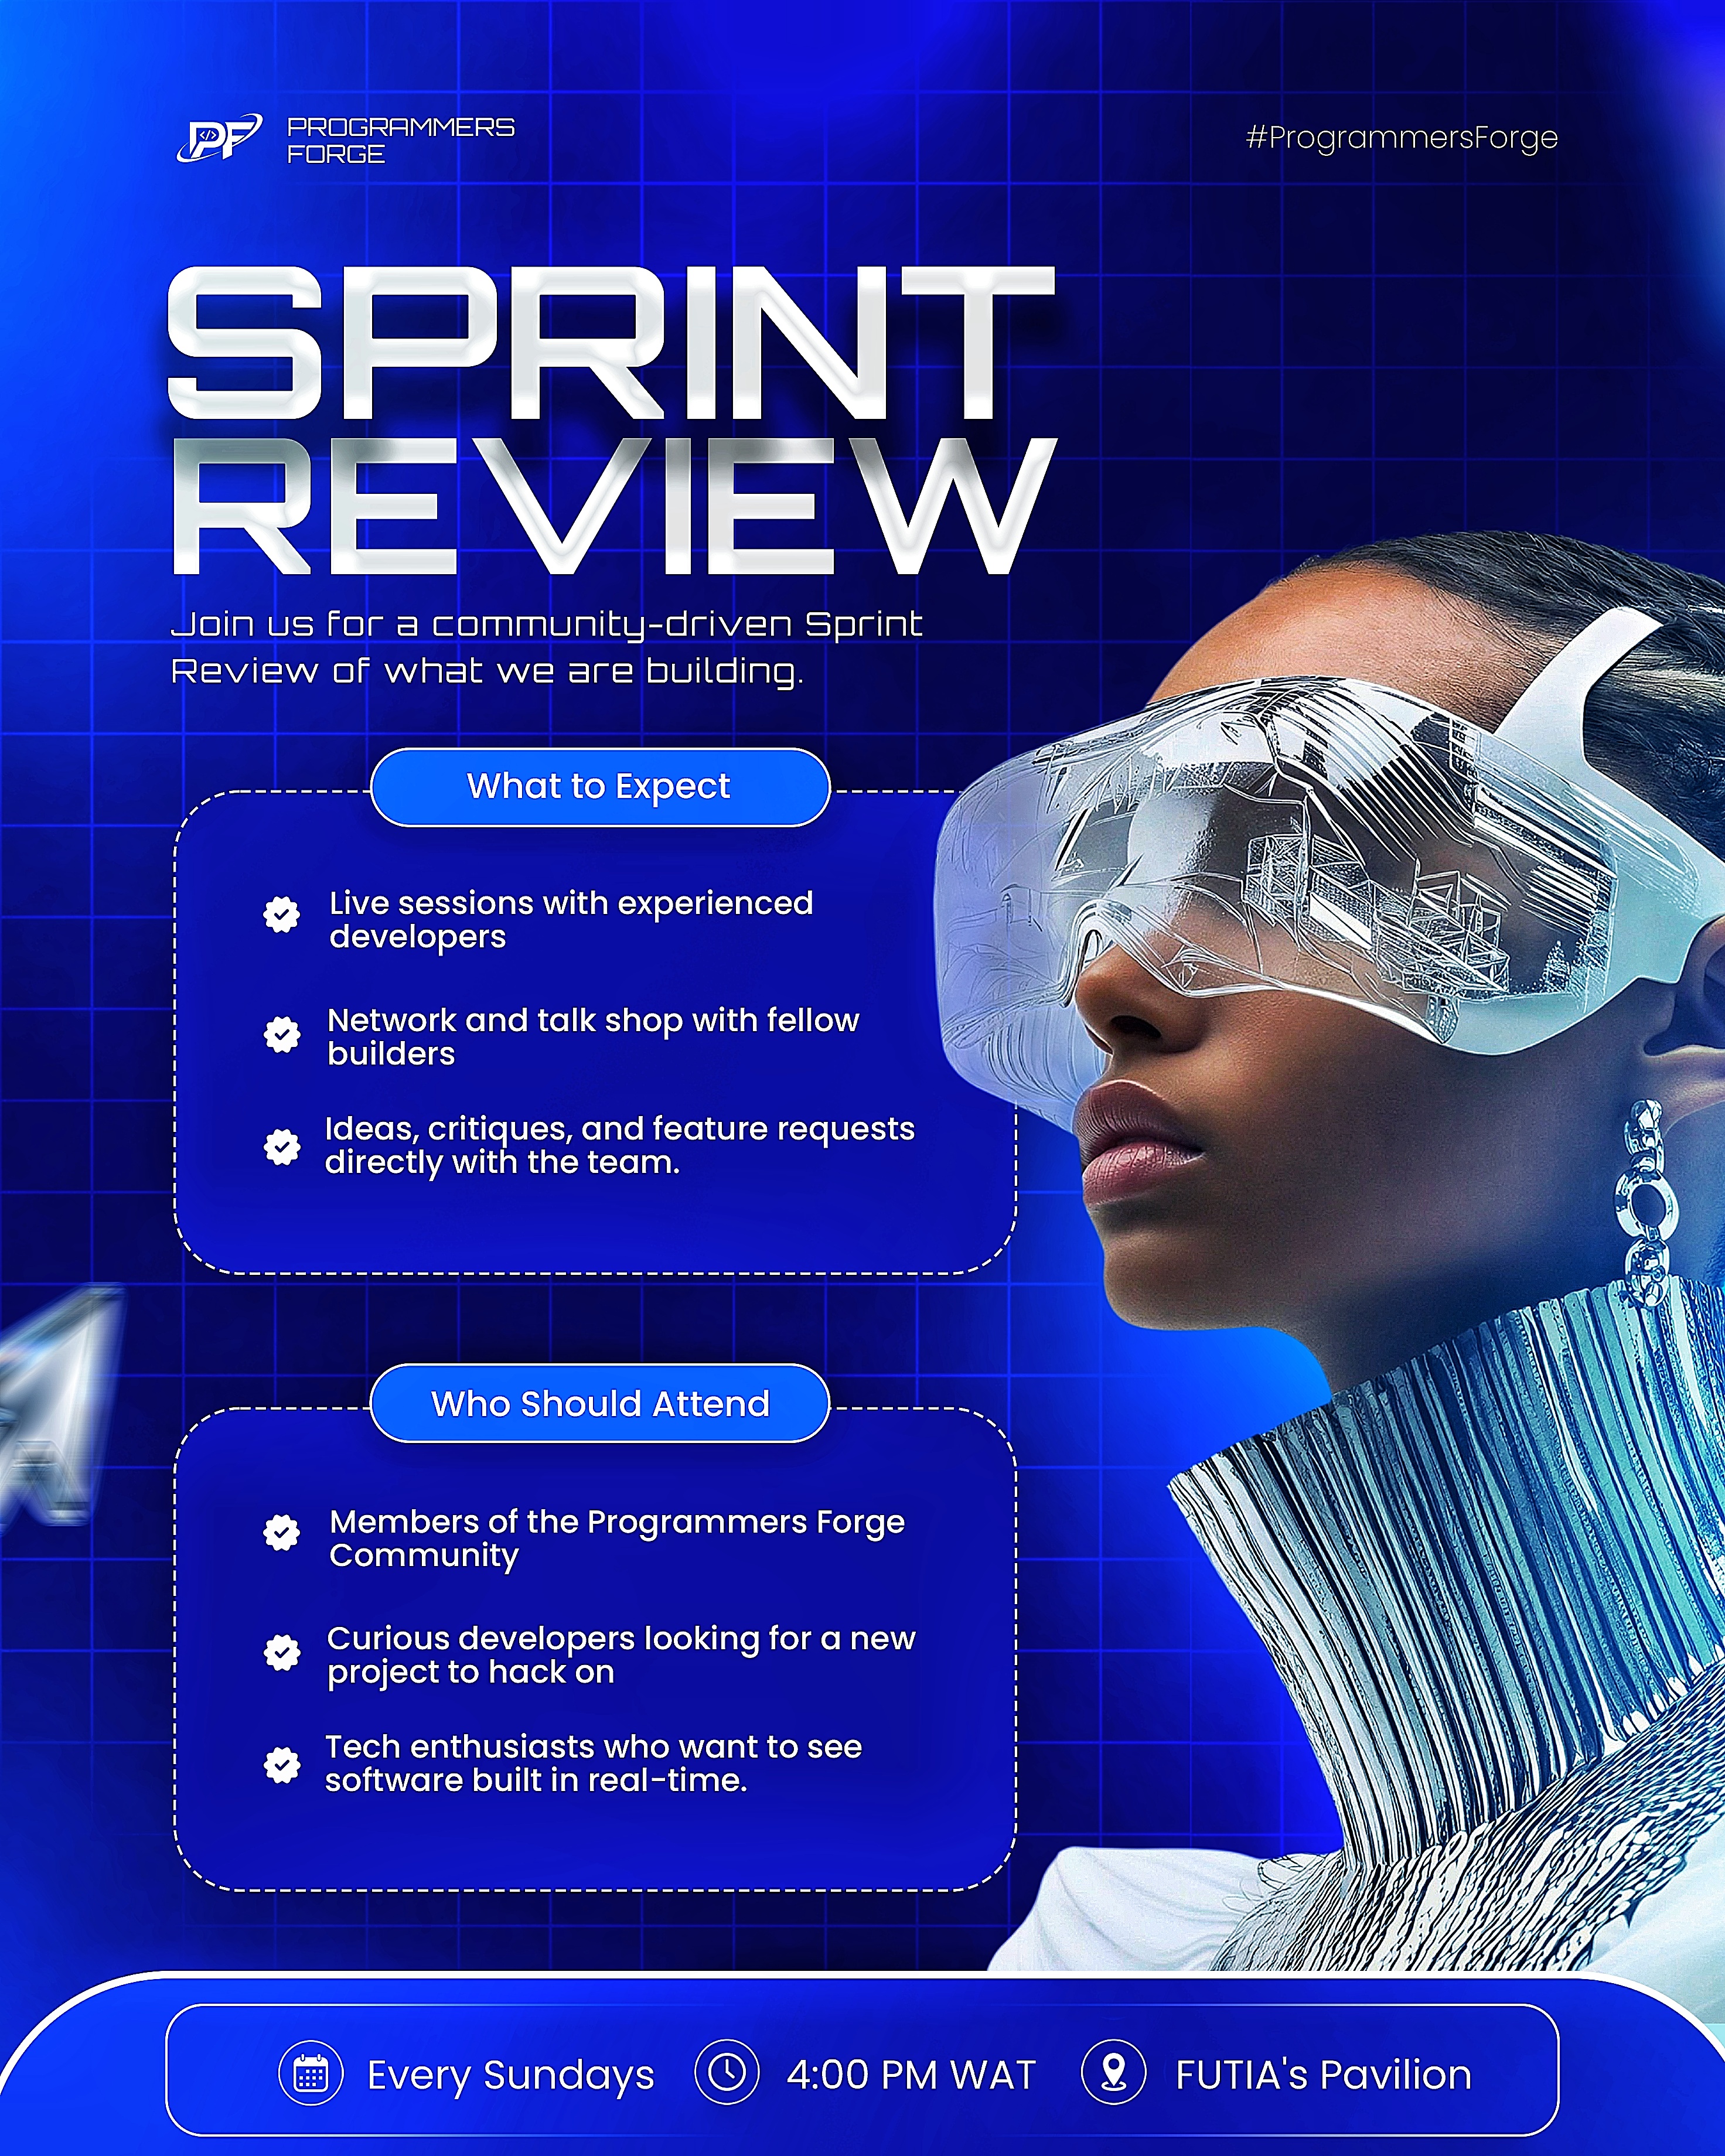 PROGRAMMERS
FORGE
#ProgrammersForge
SPRINT
REVIEW
Join us for a community-driven Sprint
Review of what we are building.
What to Expect
Live sessions with experienced
developers
Network and talk shop with fellow
builders
Ideas, critiques, and feature requests
directly with the team.
Who Should Attend
Members of the Programmers Forge
Community
Curious developers looking for a new
project to hack on
Tech enthusiasts who want to see
software built in real-time.
Every Sundays
4:00 PM WAT
FUTIA's Pavilion